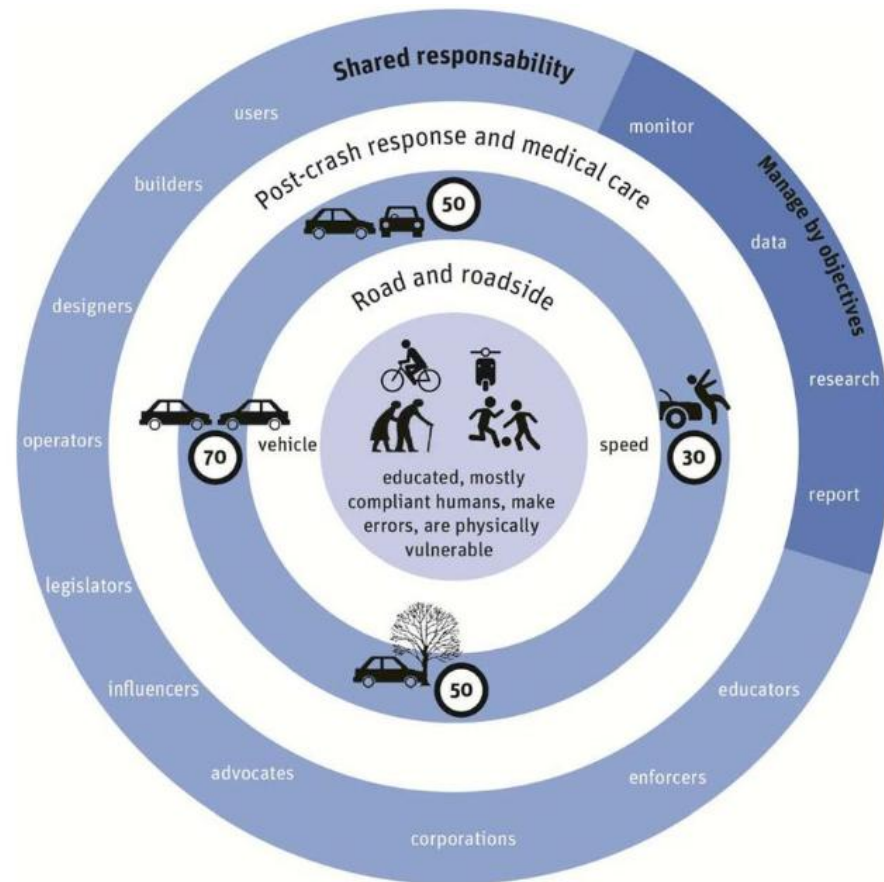 Shared responsability
users
builders
designers
operators
legislators
influencers
advocates
corporations
enforcers
educators
Manage by objectives
monitor
data
research
report
Post-crash response and medical care
50
70
30
50
Road and roadside
vehicle
speed
educated, mostly
compliant humans, make
errors, are physically
vulnerable